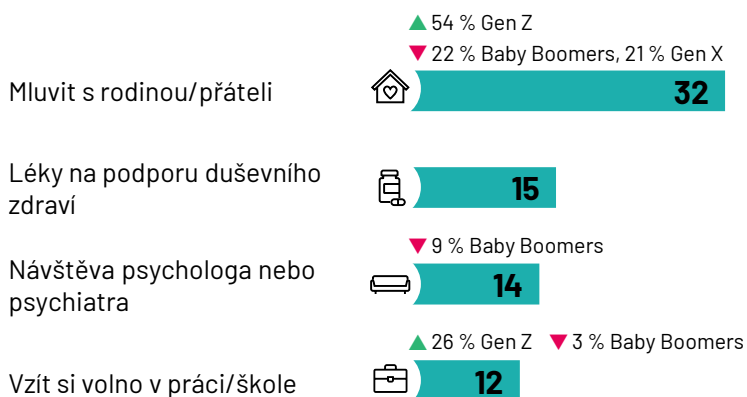 ▲ 54 % Gen Z
▼ 22 % Baby Boomers, 21 % Gen X
Mluvit s rodinou/přáteli
32
Léky na podporu duševního
zdraví
15
▼ 9 % Baby Boomers
Návštěva psychologa nebo
psychiatra
14
▲ 26 % Gen Z ▼ 3 % Baby Boomers
Vzít si volno v práci/škole
12